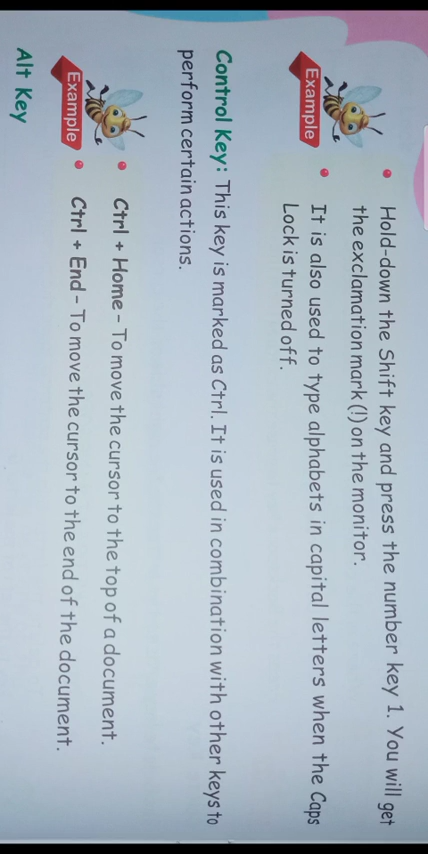 • Hold-down the Shift key and press the number key 1. You will get
the exclamation mark (!) on the monitor.
Example
• It is also used to type alphabets in capital letters when the Caps
Lock is turned off.
Control Key: This key is marked as Ctrl. It is used in combination with other keys to
perform certain actions.
• Ctrl + Home – To move the cursor to the top of a document.
Example
• Ctrl + End – To move the cursor to the end of the document.
Alt Key